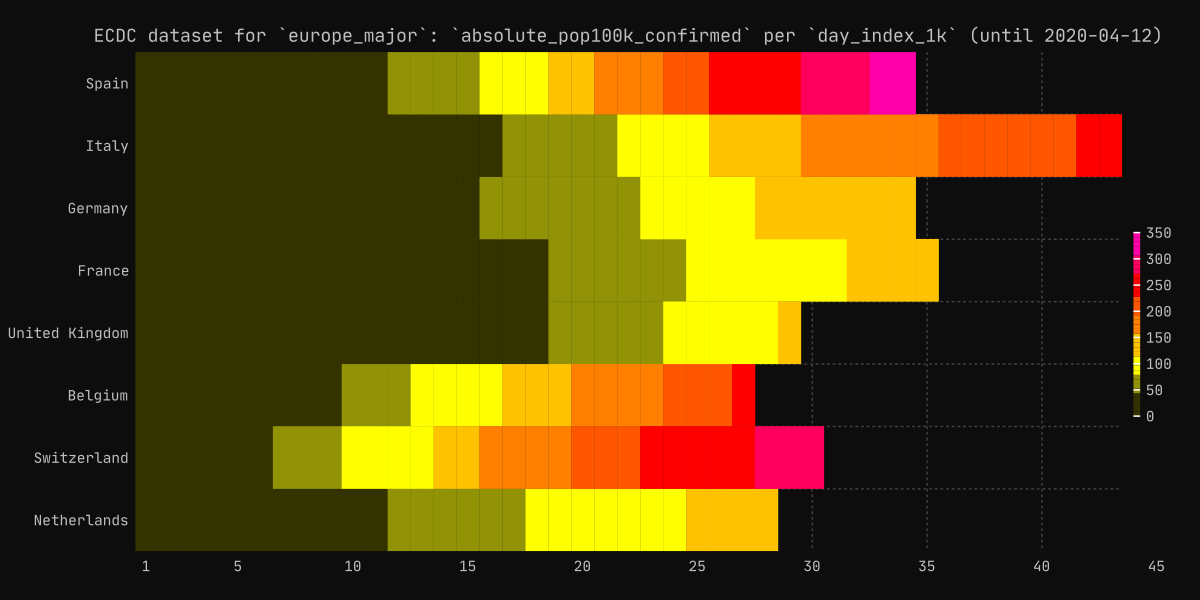 ECDC dataset for `europe_major`: `absolute_pop100k_confirmed` per `day_index_1k` (until 2020-04-12)
Spain
Italy
Germany
France
United Kingdom
Belgium
Switzerland
Netherlands
350
300
250
200
150
100
50
0
1 5 10 15 20 25 30 35 40 45